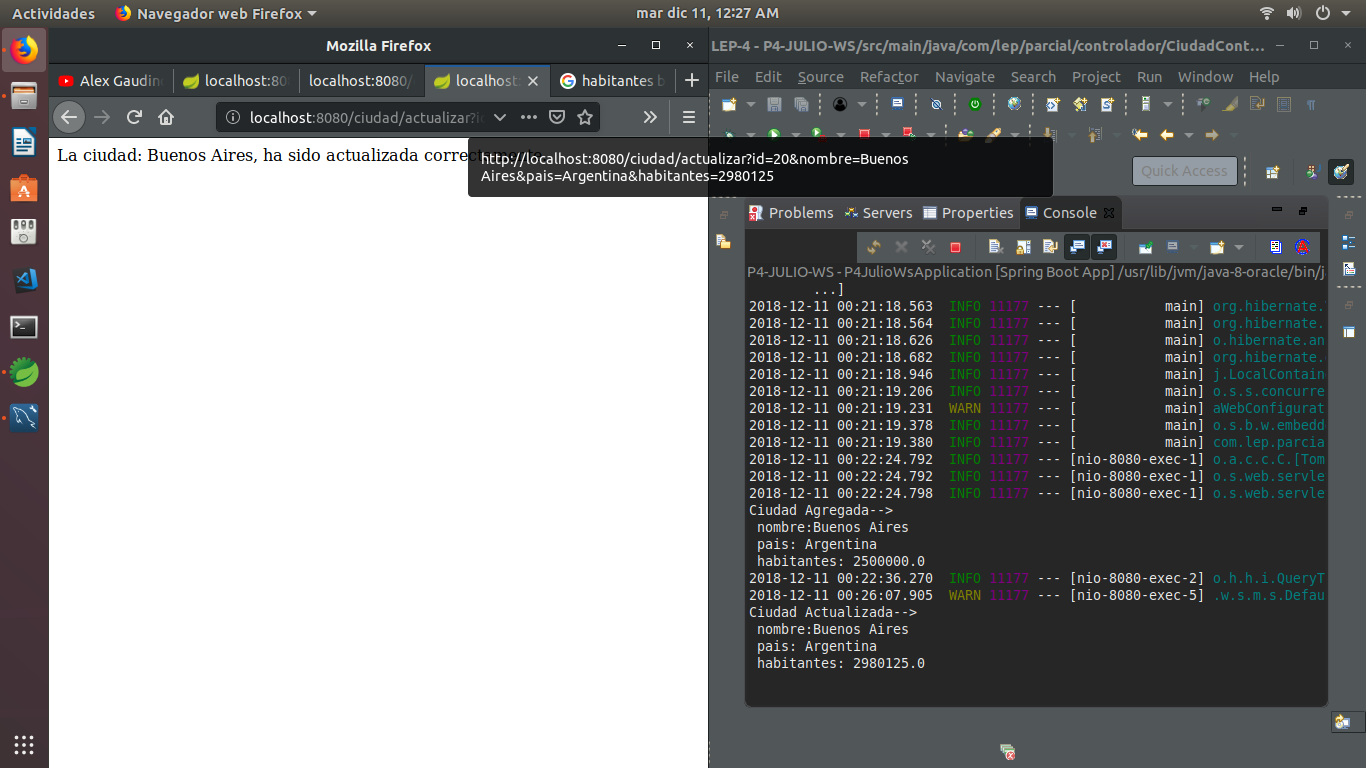 Actividades
Navegador web Firefox
mar dic 11, 12:27 AM
Mozilla Firefox
Alex Gaudin
localhost:80
localhost:8080/
localhost:
habitantes b
localhost:8080/ciudad/actualizar?i
La ciudad: Buenos Aires, ha sido actualizada
http://localhost:8080/ciudad/actualizar?id=20&nombre=Buenos
Aires&pais=Argentina&habitantes=2980125
LEP-4 - P4-JULIO-WS/src/main/java/com/lep/parcial/controlador/CiudadCont...
File Edit Source Refactor Navigate Search Project Run Window Help
Quick Access
Problems Servers Properties Console
P4-JULIO-WS - P4JulioWsApplication [Spring Boot App] /usr/lib/jvm/java-8-oracle/bin/j
...]
2018-12-11 00:21:18.563 INFO 11177 --- [ main] org.hibernate.
2018-12-11 00:21:18.564 INFO 11177 --- [ main] org.hibernate.
2018-12-11 00:21:18.626 INFO 11177 --- [ main] o.hibernate.an
2018-12-11 00:21:18.682 INFO 11177 --- [ main] org.hibernate.
2018-12-11 00:21:18.946 INFO 11177 --- [ main] j.LocalContain
2018-12-11 00:21:19.206 INFO 11177 --- [ main] o.s.s.concurre
2018-12-11 00:21:19.231 WARN 11177 --- [ main] aWebConfigurat
2018-12-11 00:21:19.378 INFO 11177 --- [ main] o.s.b.w.embedd
2018-12-11 00:21:19.380 INFO 11177 --- [ main] com.lep.parcia
2018-12-11 00:22:24.792 INFO 11177 --- [nio-8080-exec-1] o.a.c.c.C.[Tom
2018-12-11 00:22:24.792 INFO 11177 --- [nio-8080-exec-1] o.s.web.servle
2018-12-11 00:22:24.798 INFO 11177 --- [nio-8080-exec-1] o.s.web.servle
Ciudad Agregada-->
nombre:Buenos Aires
pais: Argentina
habitantes: 2500000.0
2018-12-11 00:22:36.270 INFO 11177 --- [nio-8080-exec-2] o.h.h.i.QueryT
2018-12-11 00:26:07.905 WARN 11177 --- [nio-8080-exec-5] .w.s.m.s.Defau
Ciudad Actualizada-->
nombre:Buenos Aires
pais: Argentina
habitantes: 2980125.0